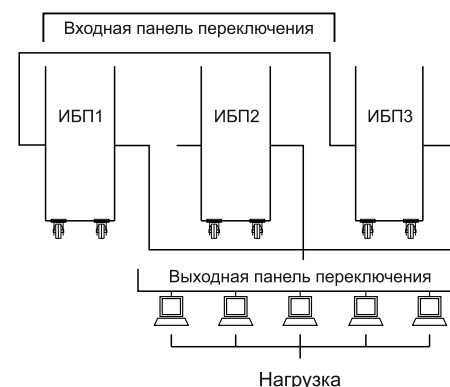 Входная панель переключения
ИБП1 ИБП2 ИБП3
Выходная панель переключения
Нагрузка